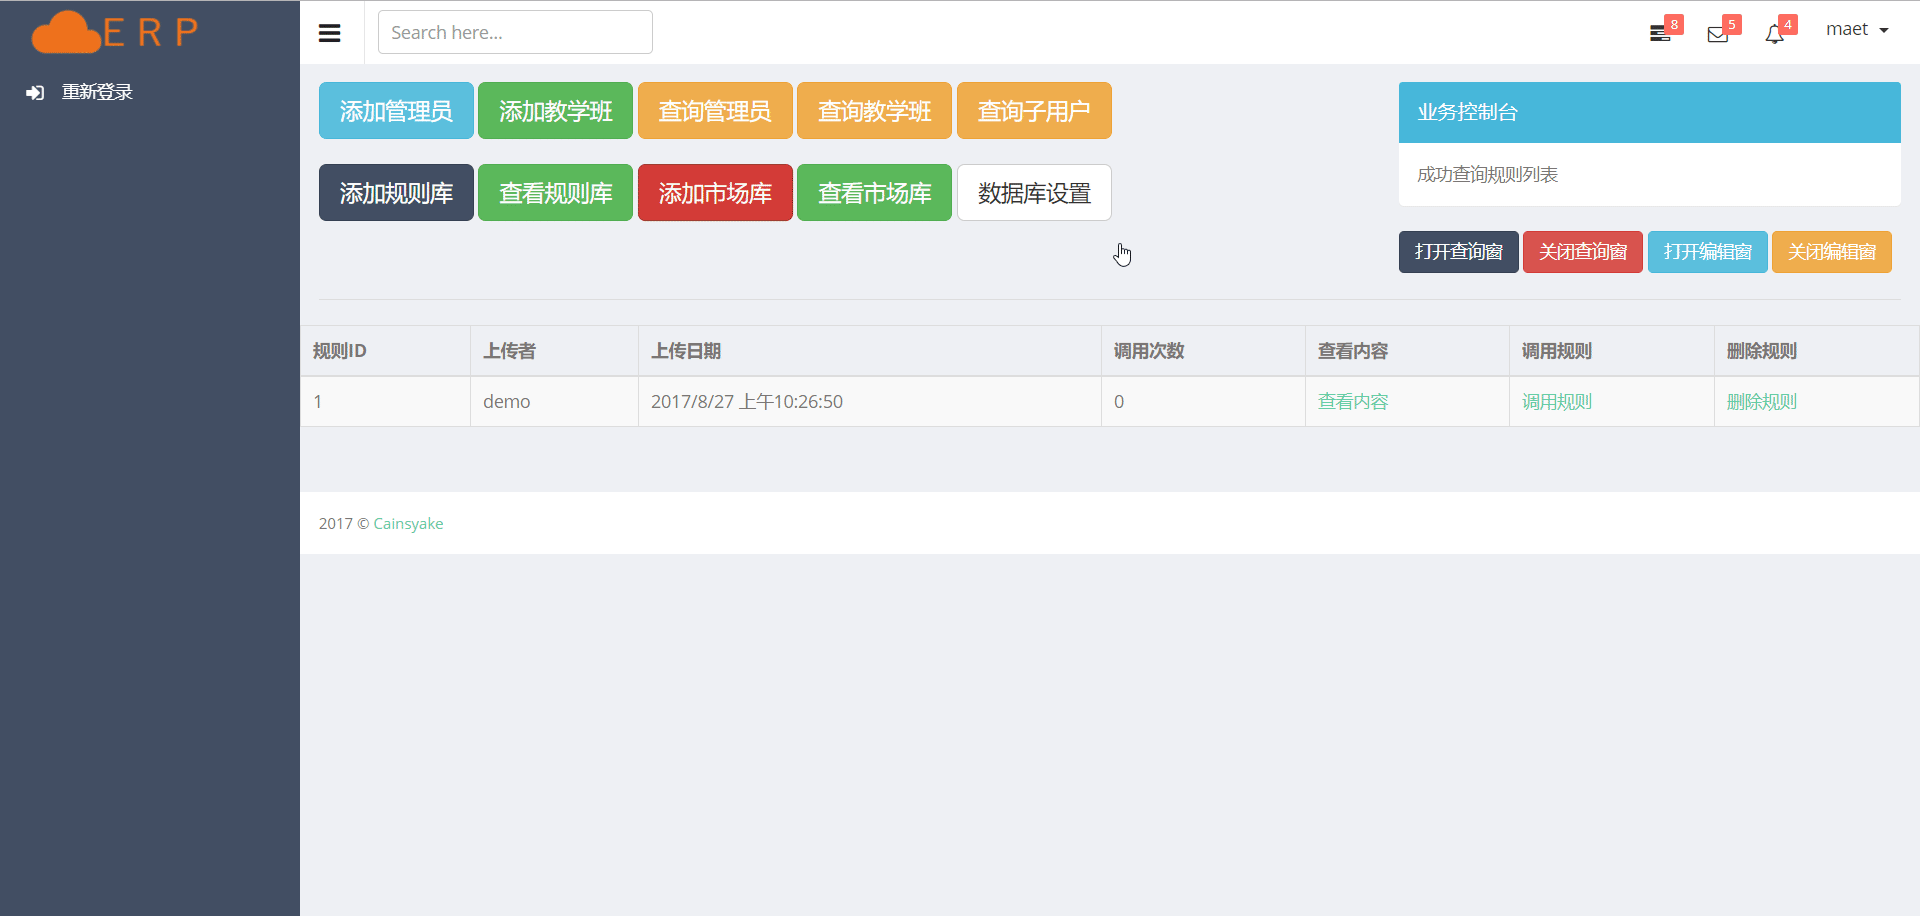 ERP
重新登录
Search here...
8
5
4
maet
添加管理员
添加教学班
查询管理员
查询教学班
查询子用户
添加规则库
查看规则库
添加市场库
查看市场库
数据库设置
业务控制台
成功查询规则列表
打开查询窗
关闭查询窗
打开编辑窗
关闭编辑窗
规则ID 上传者 上传日期 调用次数 查看内容 调用规则 删除规则
1 demo 2017/8/27 上午10:26:50 0 查看内容 调用规则 删除规则
2017 © Cainsyake